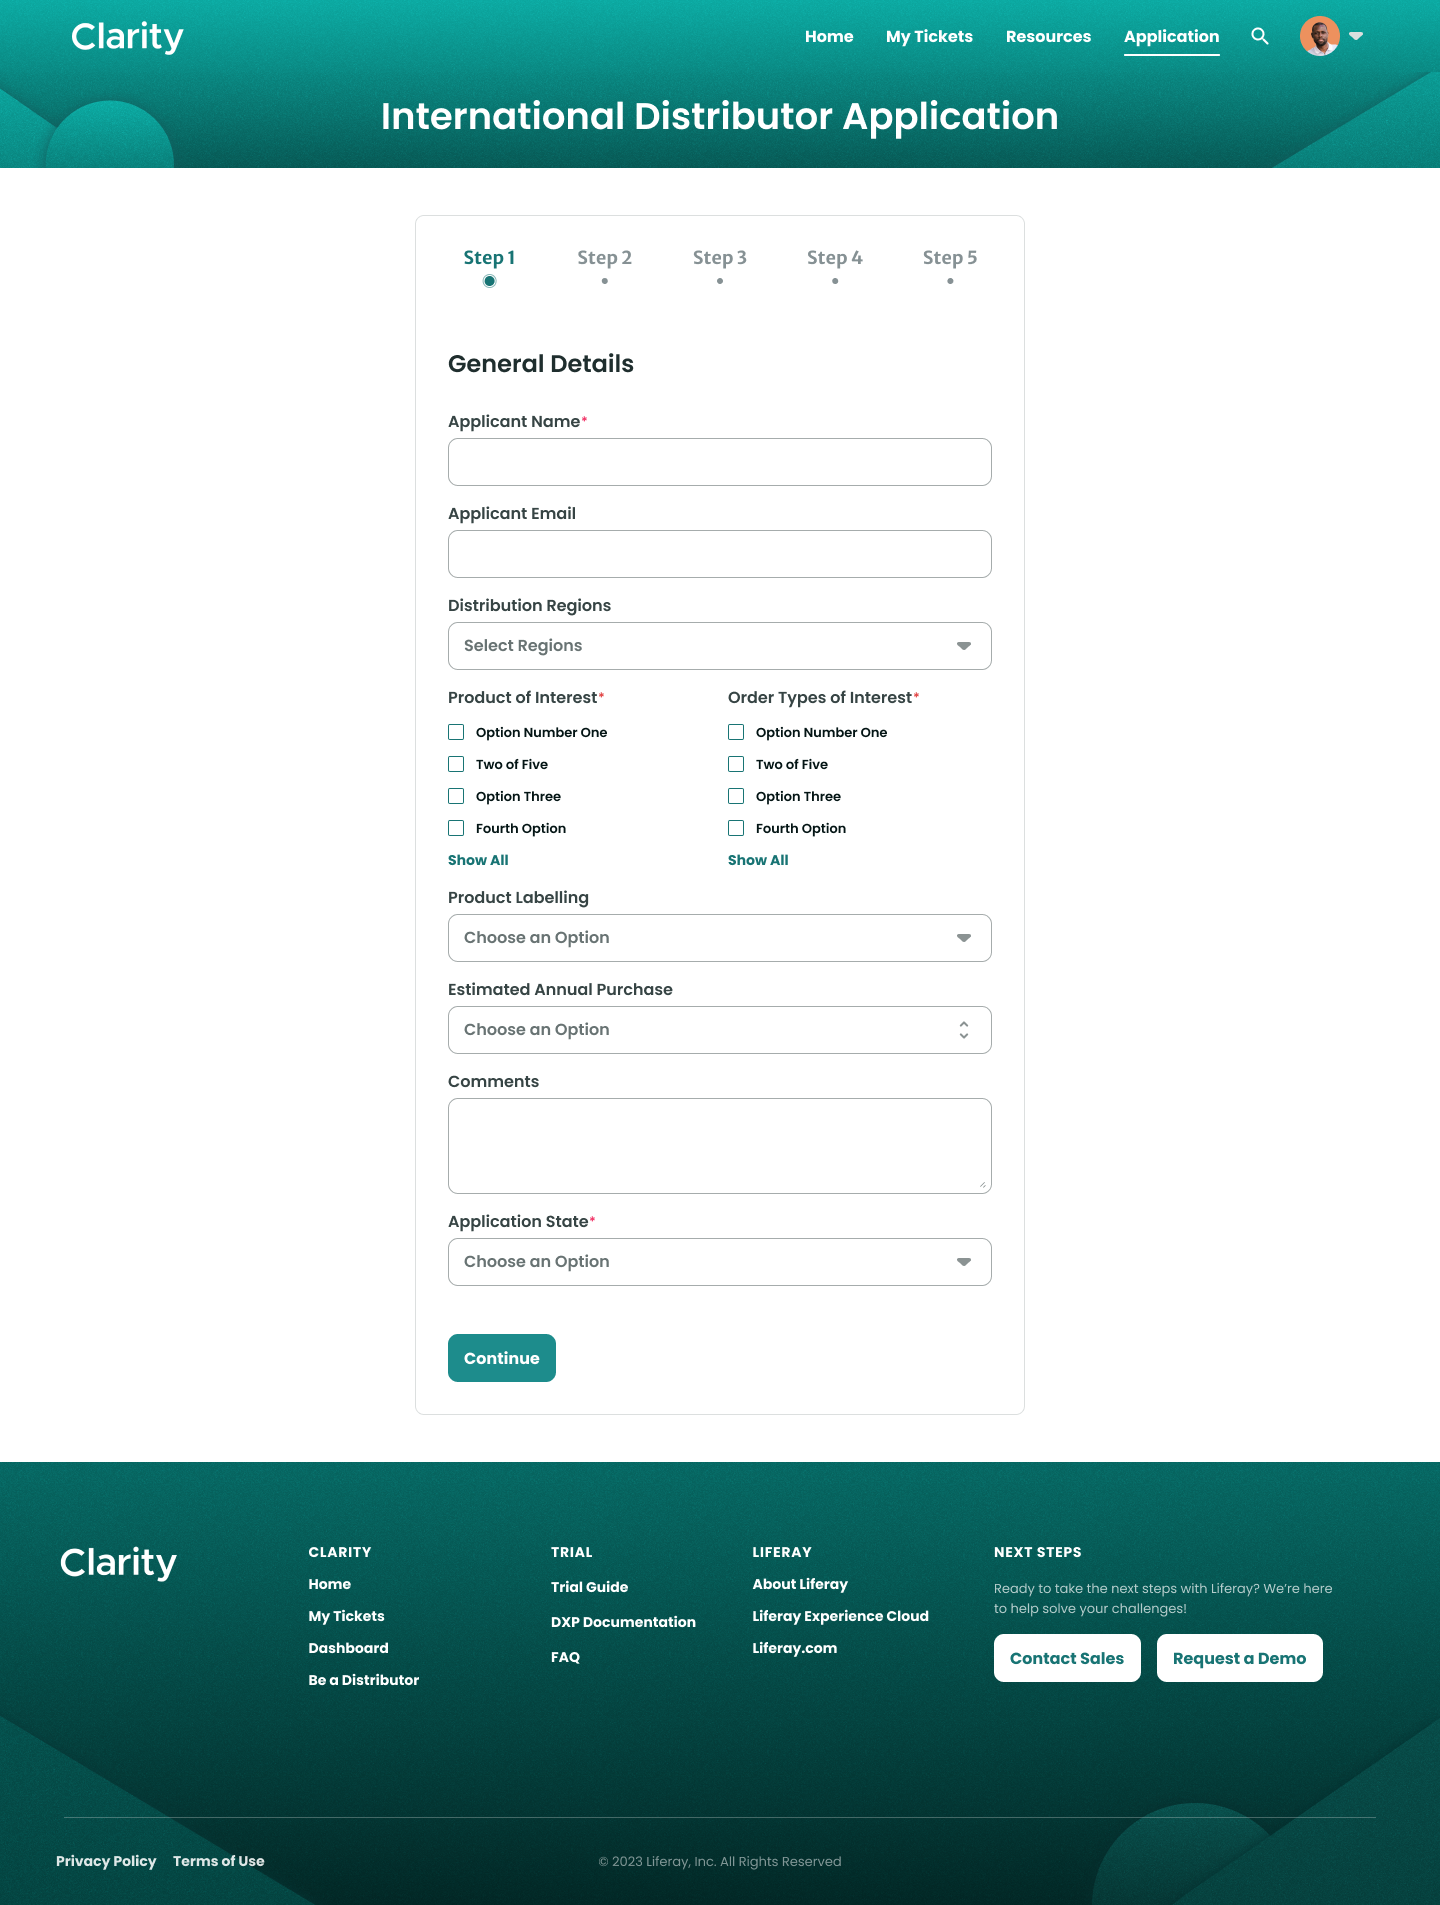 Clarity
Home My Tickets Resources Application
International Distributor Application
Step 1 Step 2 Step 3 Step 4 Step 5
General Details
Applicant Name*
Applicant Email
Distribution Regions
Select Regions
Product of Interest*
Option Number One
Two of Five
Option Three
Fourth Option
Show All
Order Types of Interest*
Option Number One
Two of Five
Option Three
Fourth Option
Show All
Product Labelling
Choose an Option
Estimated Annual Purchase
Choose an Option
Comments
Application State*
Choose an Option
Continue
Clarity
CLARITY
Home
My Tickets
Dashboard
Be a Distributor
TRIAL
Trial Guide
DXP Documentation
FAQ
LIFERAY
About Liferay
Liferay Experience Cloud
Liferay.com
NEXT STEPS
Ready to take the next steps with Liferay? We're here
to help solve your challenges!
Contact Sales Request a Demo
Privacy Policy Terms of Use
© 2023 Liferay, Inc. All Rights Reserved